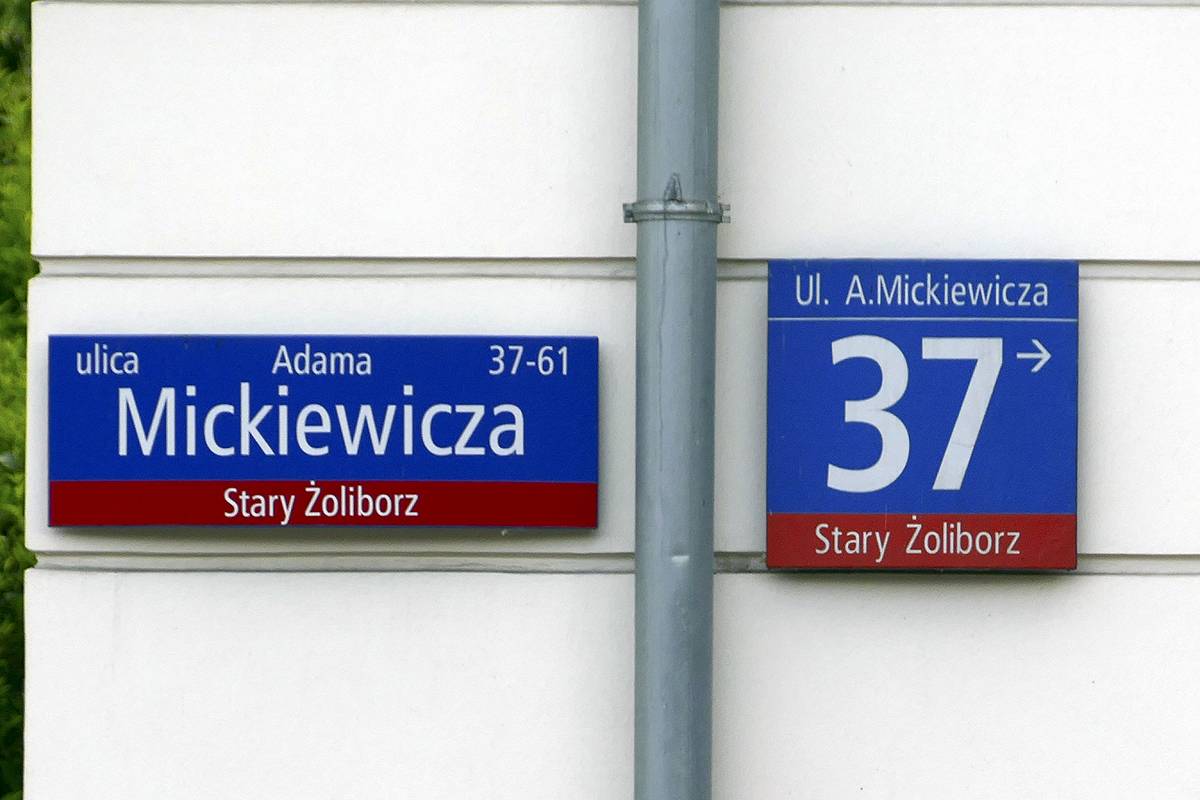 ulica Adama 37-61
Mickiewicza
Stary Żoliborz
Ul. A.Mickiewicza
37→
Stary Żoliborz